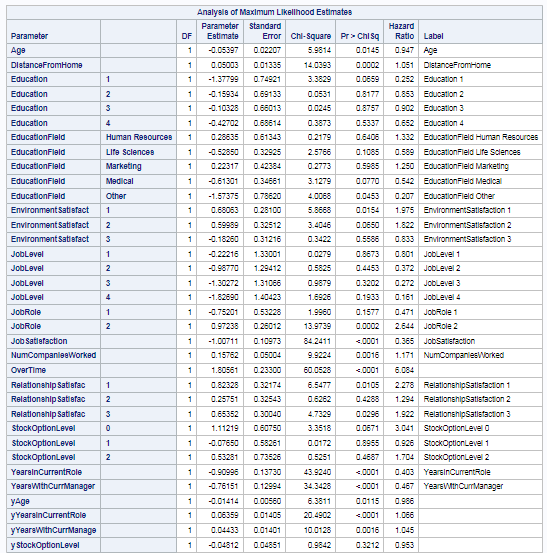 Analysis of Maximum Likelihood Estimates
Parameter DF Parameter Estimate Standard Error Chi-Square Pr > ChiSq Hazard Ratio Label
Age 1 -0.05397 0.02207 5.9814 0.0145 0.947 Age
DistanceFromHome 1 0.05003 0.01335 14.0393 0.0002 1.051 DistanceFromHome
Education 1 1 -1.37799 0.74921 3.3829 0.0659 0.252 Education 1
Education 2 1 -0.15934 0.69133 0.0531 0.8177 0.853 Education 2
Education 3 1 -0.10328 0.66013 0.0245 0.8757 0.902 Education 3
Education 4 1 -0.42702 0.68614 0.3873 0.5337 0.652 Education 4
EducationField Human Resources 1 0.28635 0.61343 0.2179 0.6406 1.332 EducationField Human Resources
EducationField Life Sciences 1 -0.52850 0.32925 2.5766 0.1085 0.589 EducationField Life Sciences
EducationField Marketing 1 0.22317 0.42384 0.2773 0.5985 1.250 EducationField Marketing
EducationField Medical 1 -0.61301 0.34661 3.1279 0.0770 0.542 EducationField Medical
EducationField Other 1 -1.57375 0.78620 4.0068 0.0453 0.207 EducationField Other
EnvironmentSatisfact 1 1 0.68063 0.28100 5.8668 0.0154 1.975 EnvironmentSatisfaction 1
EnvironmentSatisfact 2 1 0.59989 0.32512 3.4046 0.0650 1.822 EnvironmentSatisfaction 2
EnvironmentSatisfact 3 1 -0.18260 0.31216 0.3422 0.5586 0.833 EnvironmentSatisfaction 3
JobLevel 1 1 -0.22216 1.33001 0.0279 0.8673 0.801 JobLevel 1
JobLevel 2 1 -0.98770 1.29412 0.5825 0.4453 0.372 JobLevel 2
JobLevel 3 1 -1.30272 1.31066 0.9879 0.3202 0.272 JobLevel 3
JobLevel 4 1 -1.82690 1.40423 1.6926 0.1933 0.161 JobLevel 4
JobRole 1 1 -0.75201 0.53228 1.9960 0.1577 0.471 JobRole 1
JobRole 2 1 0.97238 0.26012 13.9739 0.0002 2.644 JobRole 2
JobSatisfaction 1 -1.00711 0.10973 84.2411 <.0001 0.365 JobSatisfaction
NumCompaniesWorked 1 0.15762 0.05004 9.9224 0.0016 1.171 NumCompaniesWorked
OverTime 1 1.80561 0.23300 60.0528 <.0001 6.084
RelationshipSatisfac 1 1 0.82328 0.32174 6.5477 0.0105 2.278 RelationshipSatisfaction 1
RelationshipSatisfac 2 1 0.25751 0.32543 0.6262 0.4288 1.294 RelationshipSatisfaction 2
RelationshipSatisfac 3 1 0.65352 0.30040 4.7329 0.0296 1.922 RelationshipSatisfaction 3
StockOptionLevel 0 1 1.11219 0.60750 3.3518 0.0671 3.041 StockOptionLevel 0
StockOptionLevel 1 1 -0.07650 0.58261 0.0172 0.8955 0.926 StockOptionLevel 1
StockOptionLevel 2 1 0.53281 0.73526 0.5251 0.4687 1.704 StockOptionLevel 2
YearsInCurrentRole 1 -0.90996 0.13730 43.9240 <.0001 0.403 YearsInCurrentRole
YearsWithCurrManager 1 -0.76151 0.12994 34.3428 <.0001 0.467 YearsWithCurrManager
yAge 1 -0.01414 0.00560 6.3811 0.0115 0.986
yYearsInCurrentRole 1 0.06359 0.01405 20.4902 <.0001 1.066
yYearsWithCurrManage 1 0.04433 0.01401 10.0128 0.0016 1.045
yStockOptionLevel 1 -0.04812 0.04851 0.9842 0.3212 0.953